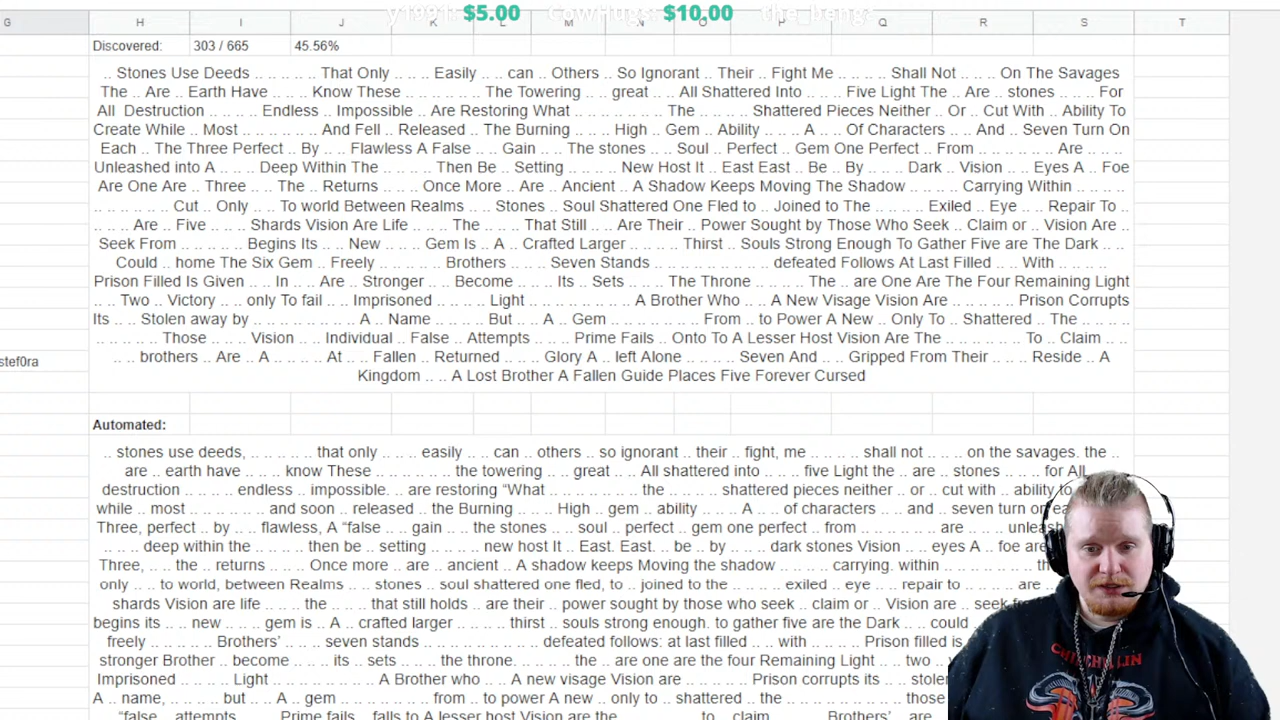 y1991: $5.00 CowHugs: $10.00 the_bengs
G H I J K L M N O P Q R S T
Discovered: 303 / 665 45.56%
.. Stones Use Deeds .. .. .. .. That Only .. .. .. Easily .. .. can .. Others .. So Ignorant .. Their .. Fight Me .. .. .. Shall Not .. .. On The Savages
The .. Are .. Earth Have .. .. Know These .. .. .. .. The Towering .. .. great .. .. All Shattered Into .. .. Five Light The .. Are .. stones .. .. .. For
All Destruction .. .. .. .. Endless .. Impossible .. Are Restoring What .. .. .. .. .. The .. .. .. Shattered Pieces Neither .. Or .. Cut With .. Ability To
Create While .. Most .. .. .. .. .. And Fell .. Released .. The Burning .. .. High .. Gem .. Ability .. .. A .. .. Of Characters .. .. And .. Seven Turn On
Each .. The Three Perfect .. By .. .. Flawless A False .. .. Gain .. .. The stones .. .. Soul .. Perfect .. Gem One Perfect .. From .. .. .. .. .. Are .. ..
Unleashed into A .. .. Deep Within The .. .. .. .. Then Be .. Setting .. .. .. .. New Host It .. East East .. Be .. By .. .. Dark .. Vision .. .. Eyes A .. Foe
Are One Are .. Three .. .. The .. Returns .. .. Once More .. Are .. Ancient .. A Shadow Keeps Moving The Shadow .. .. .. .. Carrying Within .. .. ..
.. .. .. .. .. Cut .. Only .. .. To world Between Realms .. .. Stones .. Soul Shattered One Fled to .. Joined to The .. .. .. .. Exiled .. Eye .. Repair To ..
.. .. .. Are .. Five .. .. Shards Vision Are Life .. .. The .. .. .. That Still .. .. Are Their .. Power Sought by Those Who Seek .. Claim or .. Vision Are ..
Seek From .. .. .. .. Begins Its .. New .. .. Gem Is .. A .. Crafted Larger .. .. .. Thirst .. Souls Strong Enough To Gather Five are The Dark .. ..
Could .. home The Six Gem .. Freely .. .. .. .. Brothers .. .. Seven Stands .. .. .. .. .. .. .. defeated Follows At Last Filled .. .. With .. .. .. ..
Prison Filled Is Given .. .. In .. Are .. Stronger .. .. Become .. .. .. Its .. Sets .. .. The Throne .. .. .. The .. are One Are The Four Remaining Light
.. Two .. Victory .. .. only To fail .. Imprisoned .. .. Light .. .. .. .. .. .. A Brother Who .. .. A New Visage Vision Are .. .. .. .. Prison Corrupts
Its .. .. Stolen away by .. .. .. .. .. .. A .. Name .. .. .. But .. .. A .. Gem .. .. .. .. .. From .. to Power A New .. Only To .. Shattered .. The .. ..
.. .. .. .. Those .. .. Vision .. .. Individual .. False .. Attempts .. .. Prime Fails .. Onto To A Lesser Host Vision Are The .. .. .. .. To .. Claim ..
.. .. brothers .. Are .. A .. .. At .. .. Fallen .. Returned .. .. Glory A .. left Alone .. .. .. Seven And .. .. Gripped From Their .. .. Reside .. A
Kingdom .. .. A Lost Brother A Fallen Guide Places Five Forever Cursed
stef0ra
Automated:
.. stones use deeds, .. .. .. .. that only .. .. .. easily .. .. can .. others .. so ignorant .. their .. fight, me .. .. .. shall not .. .. on the savages. the ..
are .. earth have .. .. know These .. .. .. .. the towering .. .. great .. .. All shattered into .. .. five Light the .. are .. stones .. .. .. for All
destruction .. .. .. .. endless .. impossible. .. are restoring “What .. .. .. .. the .. .. .. shattered pieces neither .. or .. cut with .. ability to
while .. most .. .. .. .. .. and soon .. released .. the Burning .. .. High .. gem .. ability .. .. A .. .. of characters .. .. and .. seven turn on
Three, perfect .. by .. .. flawless, A “false .. .. gain .. .. the stones .. .. soul .. perfect .. gem one perfect .. from .. .. .. .. .. are .. ..
.. .. .. deep within the .. .. .. .. then be .. setting .. .. .. .. new host It .. East. East. .. be .. by .. .. dark stones Vision .. .. eyes A .. foe are
Three, .. .. the .. returns .. .. Once more .. are .. ancient .. A shadow keeps Moving the shadow .. .. .. .. carrying. within .. .. ..
only .. .. to world, between Realms .. .. stones .. soul shattered one fled, to .. joined to the .. .. .. .. exiled .. eye .. repair to .. .. .. .. are
shards Vision are life .. .. the .. .. .. that still holds .. are their .. power sought by those who seek .. claim or .. Vision are ..
begins its .. new .. .. gem is .. A .. crafted larger .. .. .. thirst .. souls strong enough. to gather five are the Dark .. .. could
freely .. .. .. .. Brothers’ .. .. seven stands .. .. .. .. .. .. .. defeated follows: at last filled .. .. with .. .. .. .. Prison filled is
stronger Brother .. become .. .. .. its .. sets .. .. the throne. .. .. .. the .. are one are the four Remaining Light .. two ..
Imprisoned .. .. Light .. .. .. .. .. .. A Brother who .. .. A new visage Vision are .. .. .. .. Prison corrupts its ..
A .. name, .. .. .. but .. .. A .. gem .. .. .. .. .. from .. to power A new .. only to .. shattered .. the .. .. .. .. .. .. those
“false .. attempts .. .. Prime fails .. falls to A lesser host Vision are the .. .. .. .. to .. claim .. .. .. Brothers’ .. are